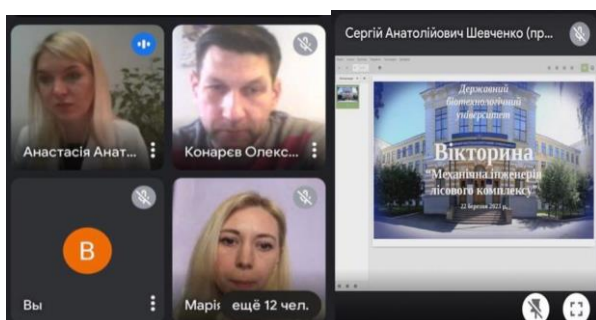 Анастасія Анат...
Конарєв Олекс...
В
Вы
Марія
ещё 12 чел.
Сергій Анатолійович Шевченко (пр...
Державний
біотехнологічний
університет
Вікторина
"Механічна інженерія
лісового комплексу"
22 березня 2023 р.